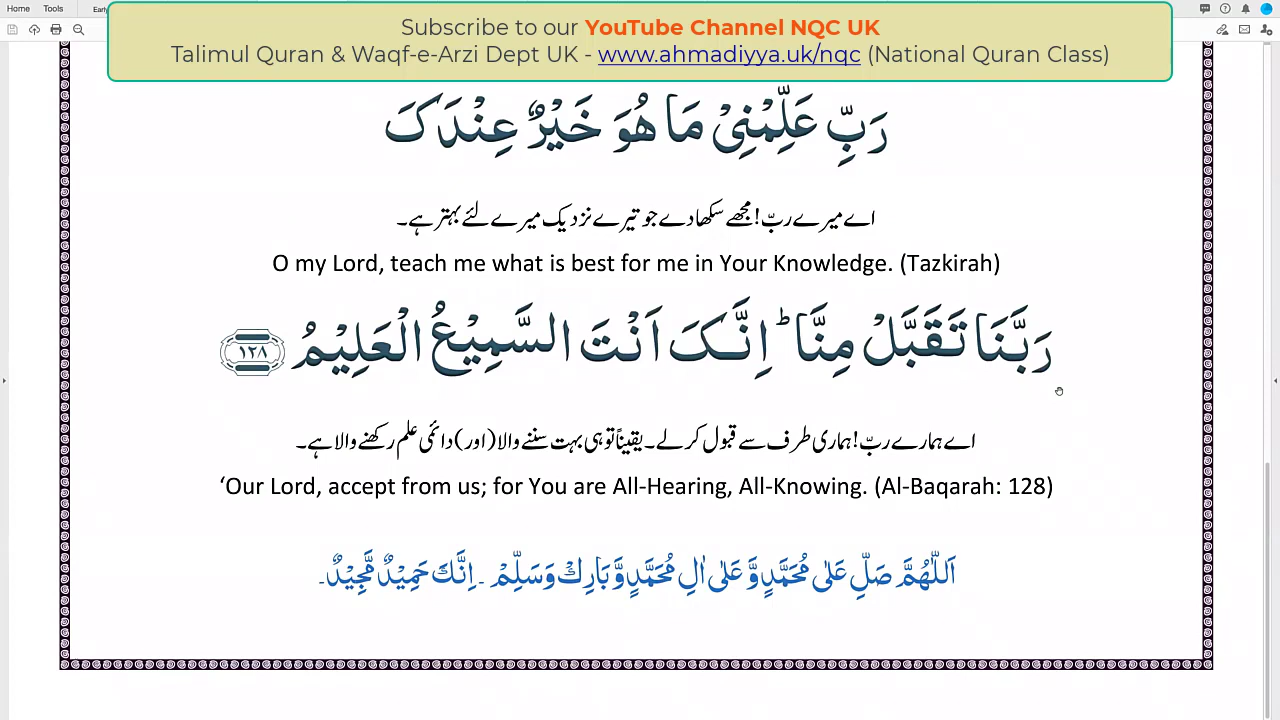 Home Tools Early
Subscribe to our YouTube Channel NQC UK
Talimul Quran & Waqf-e-Arzi Dept UK - www.ahmadiyya.uk/nqc (National Quran Class)
رَبِّ عَلِّمْنِیْ مَا هُوَ خَیْرٌ عِنْدَکَ
اے میرے ربّ! مجھے سکھا دے جو تیرے نزدیک میرے لئے بہتر ہے۔
O my Lord, teach me what is best for me in Your Knowledge. (Tazkirah)
رَبَّنَا تَقَبَّلْ مِنَّا ؕ اِنَّکَ اَنْتَ السَّمِیْعُ الْعَلِیْمُ ﴿۱۲۸﴾
اے ہمارے ربّ! ہماری طرف سے قبول کر لے۔ یقیناً تو ہی بہت سننے والا (اور) دائمی علم رکھنے والا ہے۔
‘Our Lord, accept from us; for You are All-Hearing, All-Knowing. (Al-Baqarah: 128)
اَللّٰهُمَّ صَلِّ عَلٰی مُحَمَّدٍ وَّ عَلٰی اٰلِ مُحَمَّدٍ وَّ بَارِكْ وَسَلِّمْ ۔ اِنَّكَ حَمِیْدٌ مَّجِیْدٌ۔